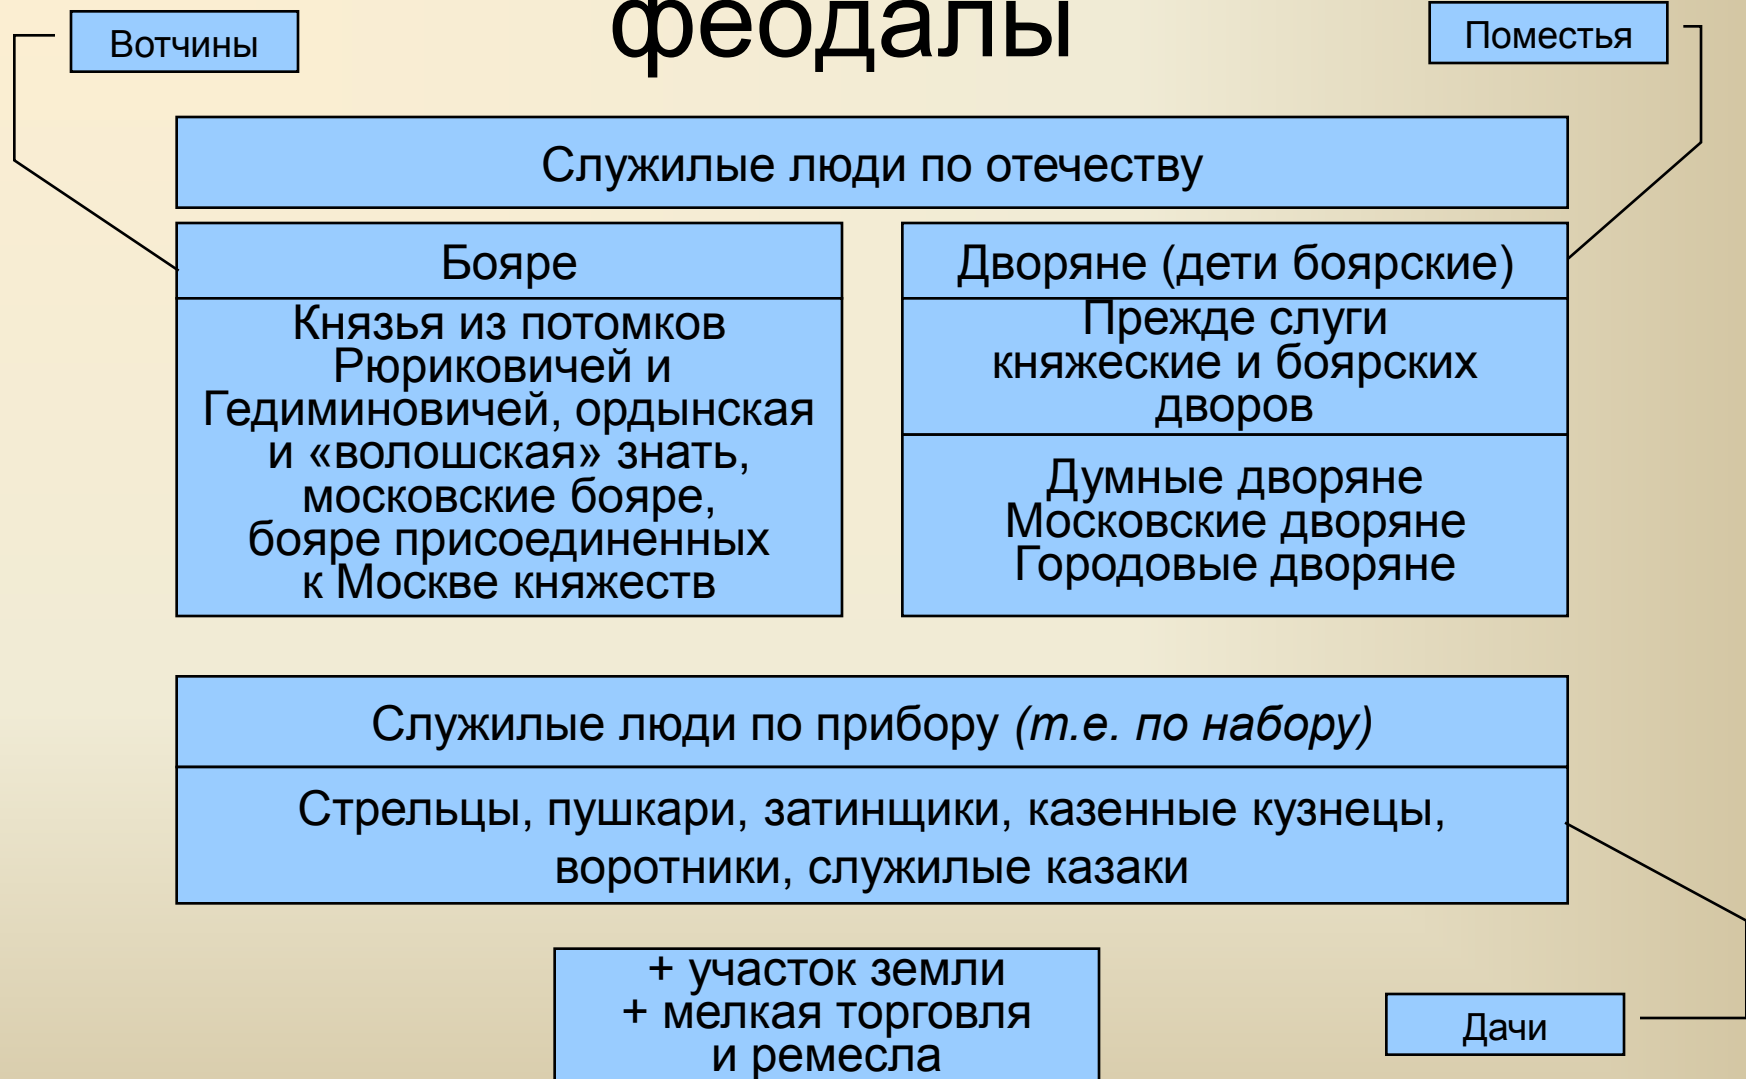 феодалы
Вотчины
Поместья
Служилые люди по отечеству
Бояре
Князья из потомков
Рюриковичей и
Гедиминовичей, ордынская
и «волошская» знать,
московские бояре,
бояре присоединенных
к Москве княжеств
Дворяне (дети боярские)
Прежде слуги
княжеские и боярских
дворов
Думные дворяне
Московские дворяне
Городовые дворяне
Служилые люди по прибору (т.е. по набору)
Стрельцы, пушкари, затинщики, казенные кузнецы,
воротники, служилые казаки
+ участок земли
+ мелкая торговля
и ремесла
Дачи